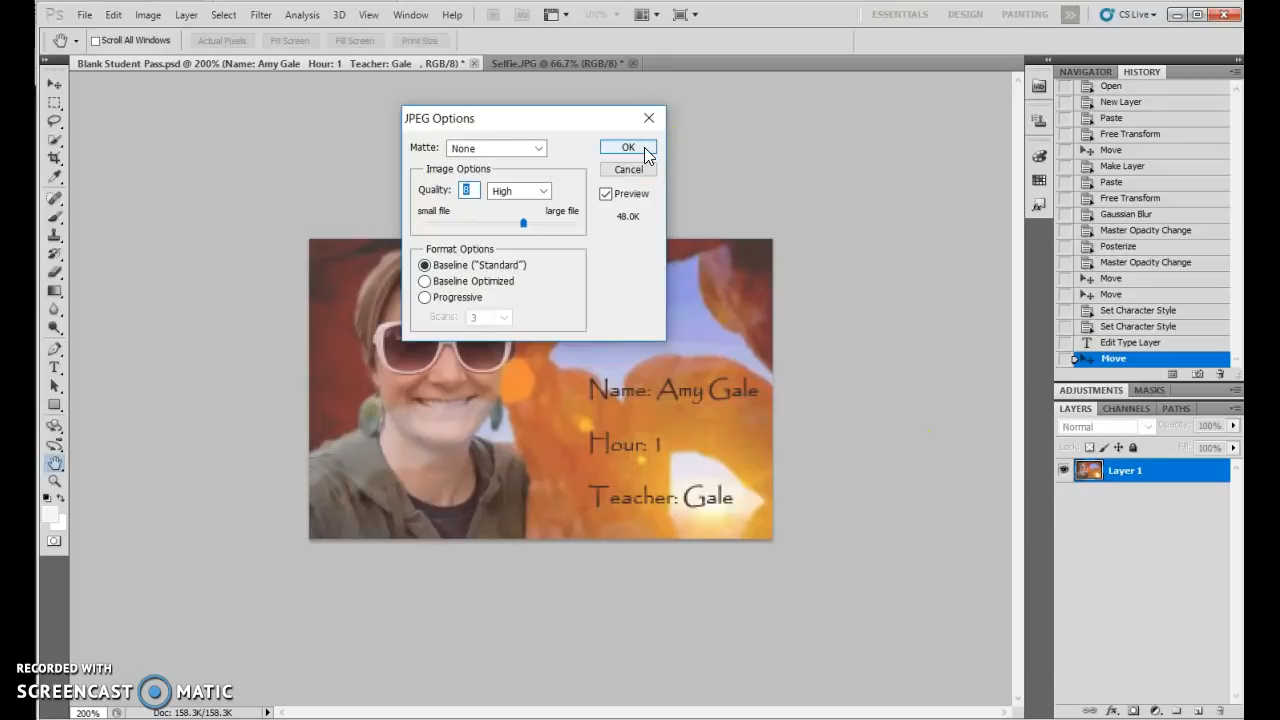 Ps File Edit Image Layer Select Filter Analysis 3D View Window Help Br Mb 100% ESSENTIALS DESIGN PAINTING CS Live
Scroll All Windows Actual Pixels Fit Screen Fill Screen Print Size
Blank Student Pass.psd @ 200% (Name: Amy Gale Hour: 1 Teacher: Gale , RGB/8) * Selfie.JPG @ 66.7% (RGB/8) *
NAVIGATOR HISTORY
Open
New Layer
Paste
Free Transform
Move
Make Layer
Paste
Free Transform
Gaussian Blur
Master Opacity Change
Posterize
Master Opacity Change
Move
Move
Set Character Style
Set Character Style
Edit Type Layer
Move
ADJUSTMENTS MASKS
LAYERS CHANNELS PATHS
Normal Opacity: 100%
Lock: Fill: 100%
Layer 1
JPEG Options
Matte: None OK
Cancel
Image Options
Quality: 8 High Preview
small file large file 48.0K
Format Options
Baseline ("Standard")
Baseline Optimized
Progressive
Scans: 3
Name: Amy Gale
Hour: 1
Teacher: Gale
RECORDED WITH
SCREENCAST MATIC
200% Doc: 158.3K/158.3K